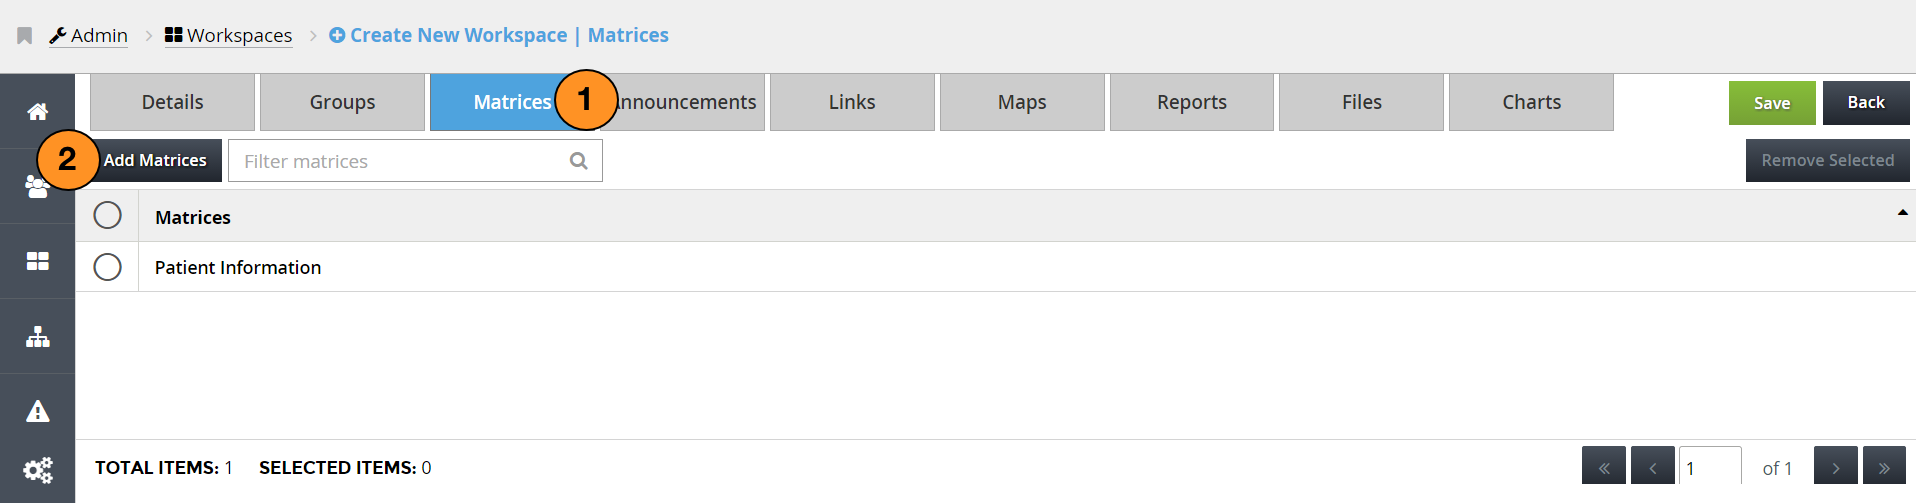 Admin > Workspaces > Create New Workspace | Matrices
Details Groups Matrices 1 nnouncements Links Maps Reports Files Charts Save Back
2 Add Matrices Filter matrices Remove Selected
Matrices
Patient Information
TOTAL ITEMS: 1 SELECTED ITEMS: 0 « ‹ 1 of 1 › »